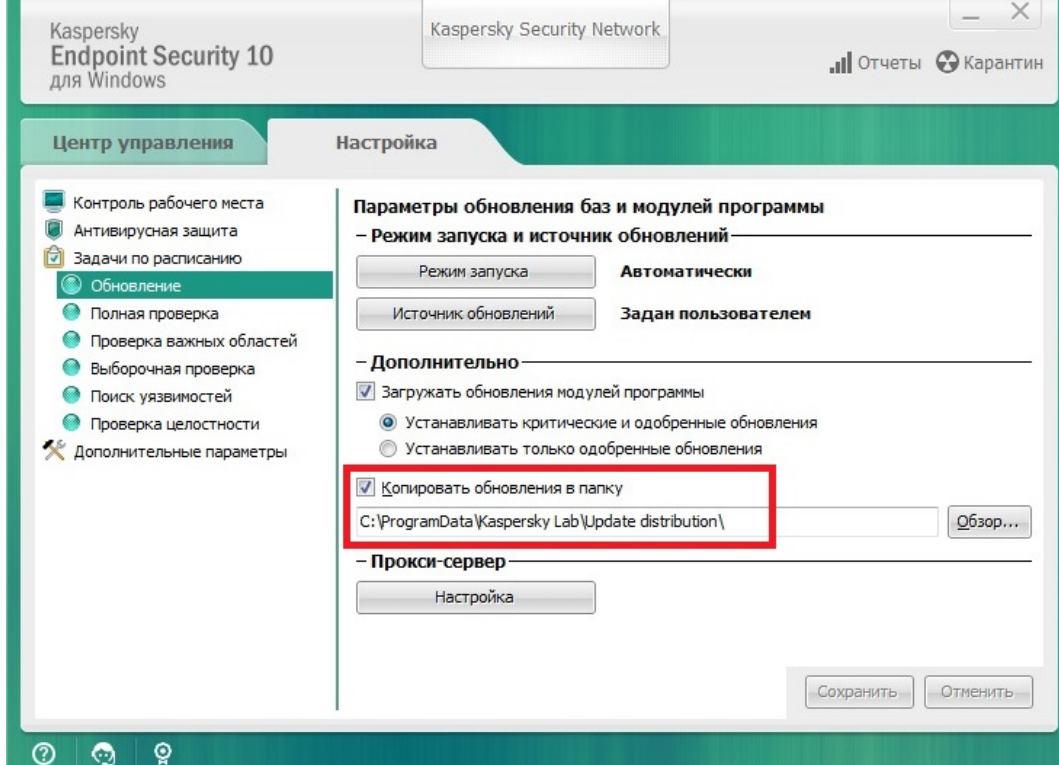 Kaspersky
Endpoint Security 10
для Windows
Kaspersky Security Network
Отчеты
Карантин
Центр управления
Настройка
Контроль рабочего места
Антивирусная защита
Задачи по расписанию
Обновление
Полная проверка
Проверка важных областей
Выборочная проверка
Поиск уязвимостей
Проверка целостности
Дополнительные параметры
Параметры обновления баз и модулей программы
Режим запуска и источник обновлений
Режим запуска
Автоматически
Источник обновлений
Задан пользователем
Дополнительно
Загружать обновления модулей программы
Устанавливать критические и одобренные обновления
Устанавливать только одобренные обновления
Копировать обновления в папку
C:\ProgramData\Kaspersky Lab\Update distribution\
Обзор...
Прокси-сервер
Настройка
Сохранить
Отменить